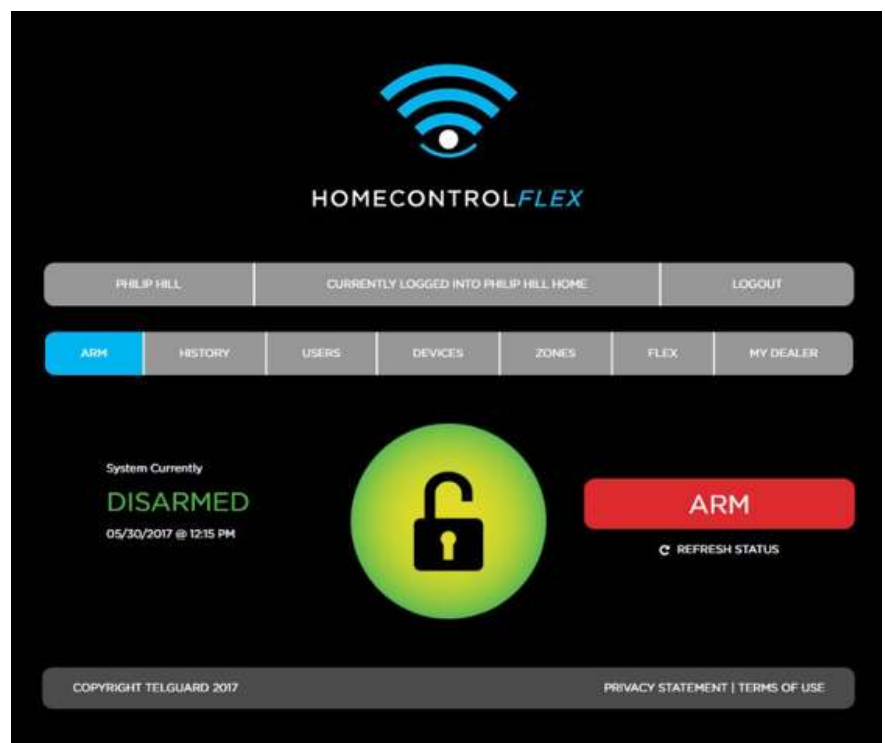 HOMECONTROLFLEX
PHILIP HILL
CURRENTLY LOGGED INTO PHILIP HILL HOME
LOGOUT
ARM
HISTORY
USERS
DEVICES
ZONES
FLEX
MY DEALER
System Currently
DISARMED
05/30/2017 @ 12:15 PM
ARM
REFRESH STATUS
COPYRIGHT TELGUARD 2017
PRIVACY STATEMENT | TERMS OF USE